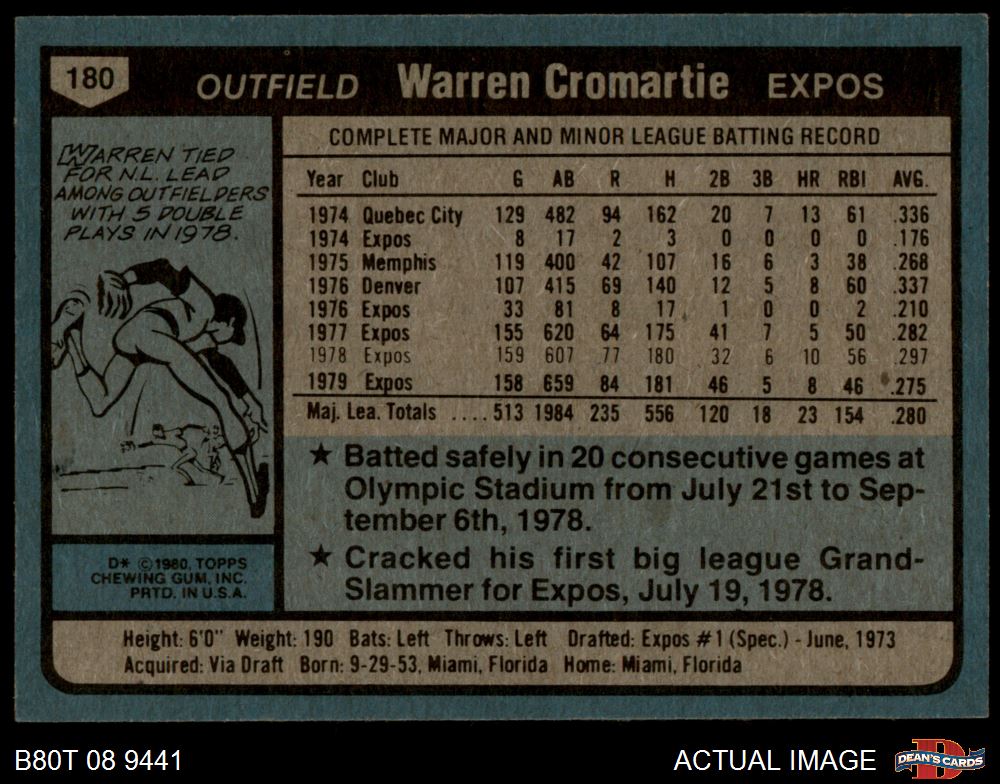 180 OUTFIELD Warren Cromartie EXPOS
WARREN TIED
FOR N.L. LEAD
AMONG OUTFIELDERS
WITH 5 DOUBLE
PLAYS IN 1978.
COMPLETE MAJOR AND MINOR LEAGUE BATTING RECORD
Year Club G AB R H 2B 3B HR RBI AVG.
1974 Quebec City 129 482 94 162 20 7 13 61 .336
1974 Expos 8 17 2 3 0 0 0 0 .176
1975 Memphis 119 400 42 107 16 6 3 38 .268
1976 Denver 107 415 69 140 12 5 8 60 .337
1976 Expos 33 81 8 17 1 0 0 2 .210
1977 Expos 155 620 64 175 41 7 5 50 .282
1978 Expos 159 607 77 180 32 6 10 56 .297
1979 Expos 158 659 84 181 46 5 8 46 .275
Maj. Lea. Totals .... 513 1984 235 556 120 18 23 154 .280
★ Batted safely in 20 consecutive games at
Olympic Stadium from July 21st to Sep-
tember 6th, 1978.
★ Cracked his first big league Grand-
Slammer for Expos, July 19, 1978.
D* © 1980, TOPPS
CHEWING GUM, INC.
PRTD. IN U.S.A.
Height: 6'0" Weight: 190 Bats: Left Throws: Left Drafted: Expos #1 (Spec.) - June, 1973
Acquired: Via Draft Born: 9-29-53, Miami, Florida Home: Miami, Florida
B80T 08 9441 ACTUAL IMAGE D DEAN'S CARDS